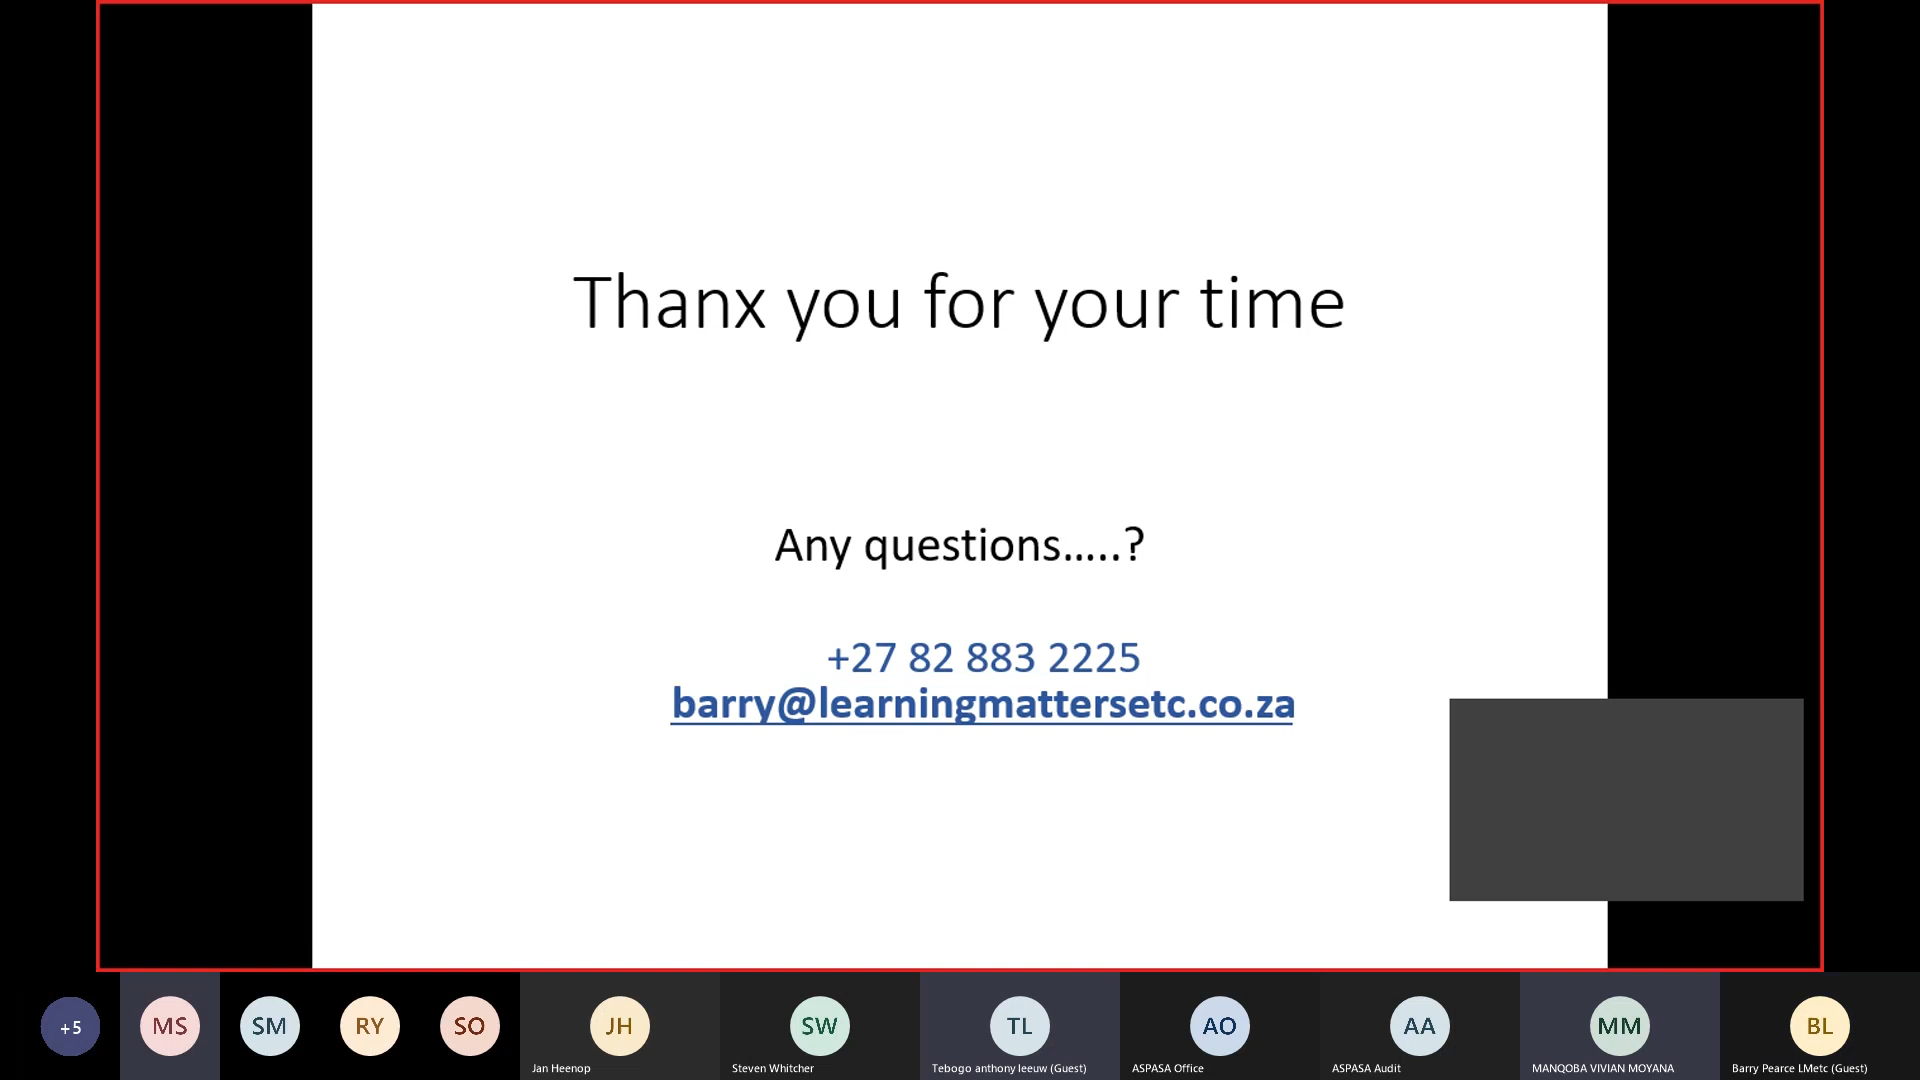 Thanx you for your time
Any questions…..?
+27 82 883 2225
barry@learningmattersetc.co.za
+5
MS
SM
RY
SO
JH
SW
TL
AO
AA
MM
BL
Jan Heenop
Steven Whitcher
Tebogo anthony leeuw (Guest)
ASPASA Office
ASPASA Audit
MANQOBA VIVIAN MOYANA
Barry Pearce LMetc (Guest)